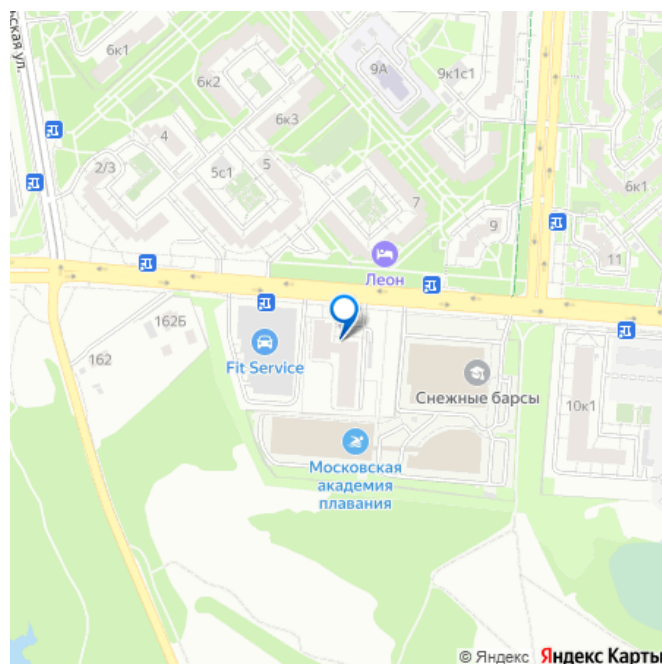 ская ул.
6к1
6к2
9А
9к1с1
6к3
4
2/3
5с1
5
7
6к1
9
11
Леон
162Б
162
Fit Service
Снежные барсы
10к1
Московская
академия
плавания
© Яндекс Яндекс Карты